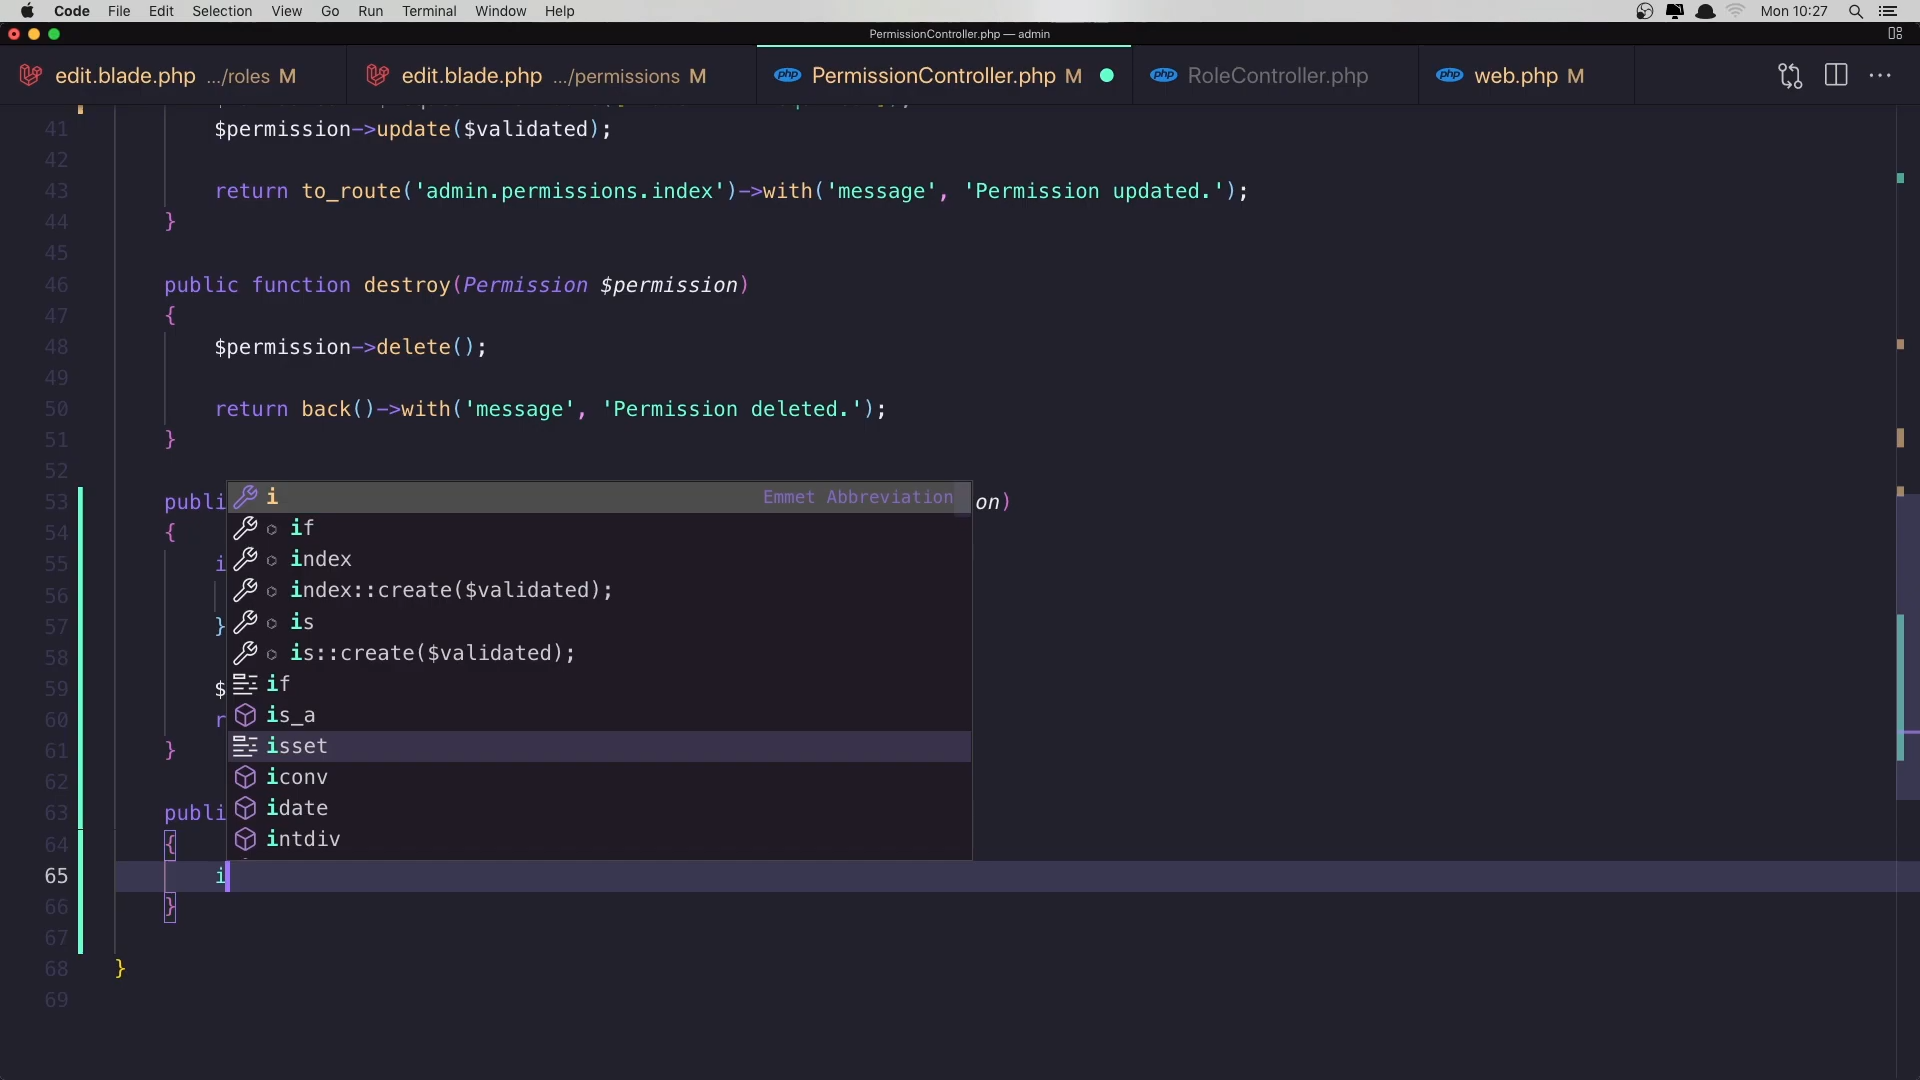 Code File Edit Selection View Go Run Terminal Window Help Mon 10:27
PermissionController.php — admin
edit.blade.php .../roles M edit.blade.php .../permissions M PermissionController.php M RoleController.php web.php M
41 $permission->update($validated);
42
43 return to_route('admin.permissions.index')->with('message', 'Permission updated.');
44 }
45
46 public function destroy(Permission $permission)
47 {
48 $permission->delete();
49
50 return back()->with('message', 'Permission deleted.');
51 }
52
53 publi on)
54 {
55 i
56
57 }
58
59 $
60 r
61 }
62
63 publi
64 {
65 i
66 }
67
68 }
69
i Emmet Abbreviation
if
index
index::create($validated);
is
is::create($validated);
if
is_a
isset
iconv
idate
intdiv